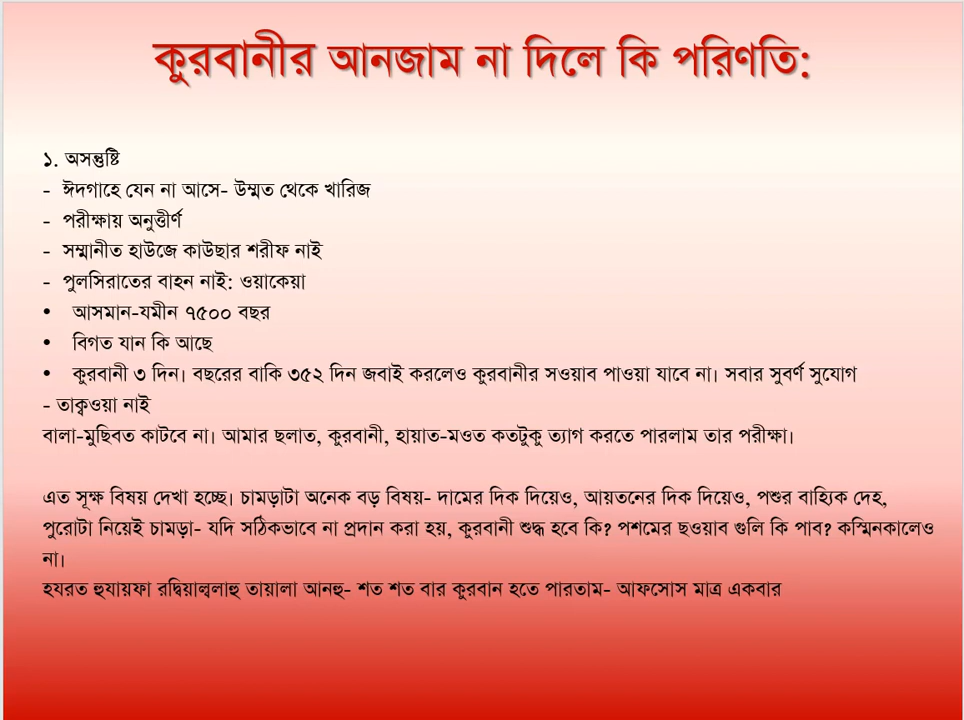 কুরবানীর আনজাম না দিলে কি পরিণতি:
১. অসন্তুষ্টি
- ঈদগাহে যেন না আসে- উম্মত থেকে খারিজ
- পরীক্ষায় অনুত্তীর্ণ
- সম্মানীত হাউজে কাউছার শরীফ নাই
- পুলসিরাতের বাহন নাই: ওয়াকেয়া
• আসমান-যমীন ৭৫০০ বছর
• বিগত যান কি আছে
• কুরবানী ৩ দিন। বছরের বাকি ৩৫২ দিন জবাই করলেও কুরবানীর সওয়াব পাওয়া যাবে না। সবার সুবর্ণ সুযোগ
- তাক্বওয়া নাই
বালা-মুছিবত কাটবে না। আমার ছলাত, কুরবানী, হায়াত-মওত কতটুকু ত্যাগ করতে পারলাম তার পরীক্ষা।
এত সূক্ষ বিষয় দেখা হচ্ছে। চামড়াটা অনেক বড় বিষয়- দামের দিক দিয়েও, আয়তনের দিক দিয়েও, পশুর বাহ্যিক দেহ,
পুরোটা নিয়েই চামড়া- যদি সঠিকভাবে না প্রদান করা হয়, কুরবানী শুদ্ধ হবে কি? পশমের ছওয়াব গুলি কি পাব? কস্মিনকালেও
না।
হযরত হুযায়ফা রদ্বিয়াল্বলাহু তায়ালা আনহু- শত শত বার কুরবান হতে পারতাম- আফসোস মাত্র একবার